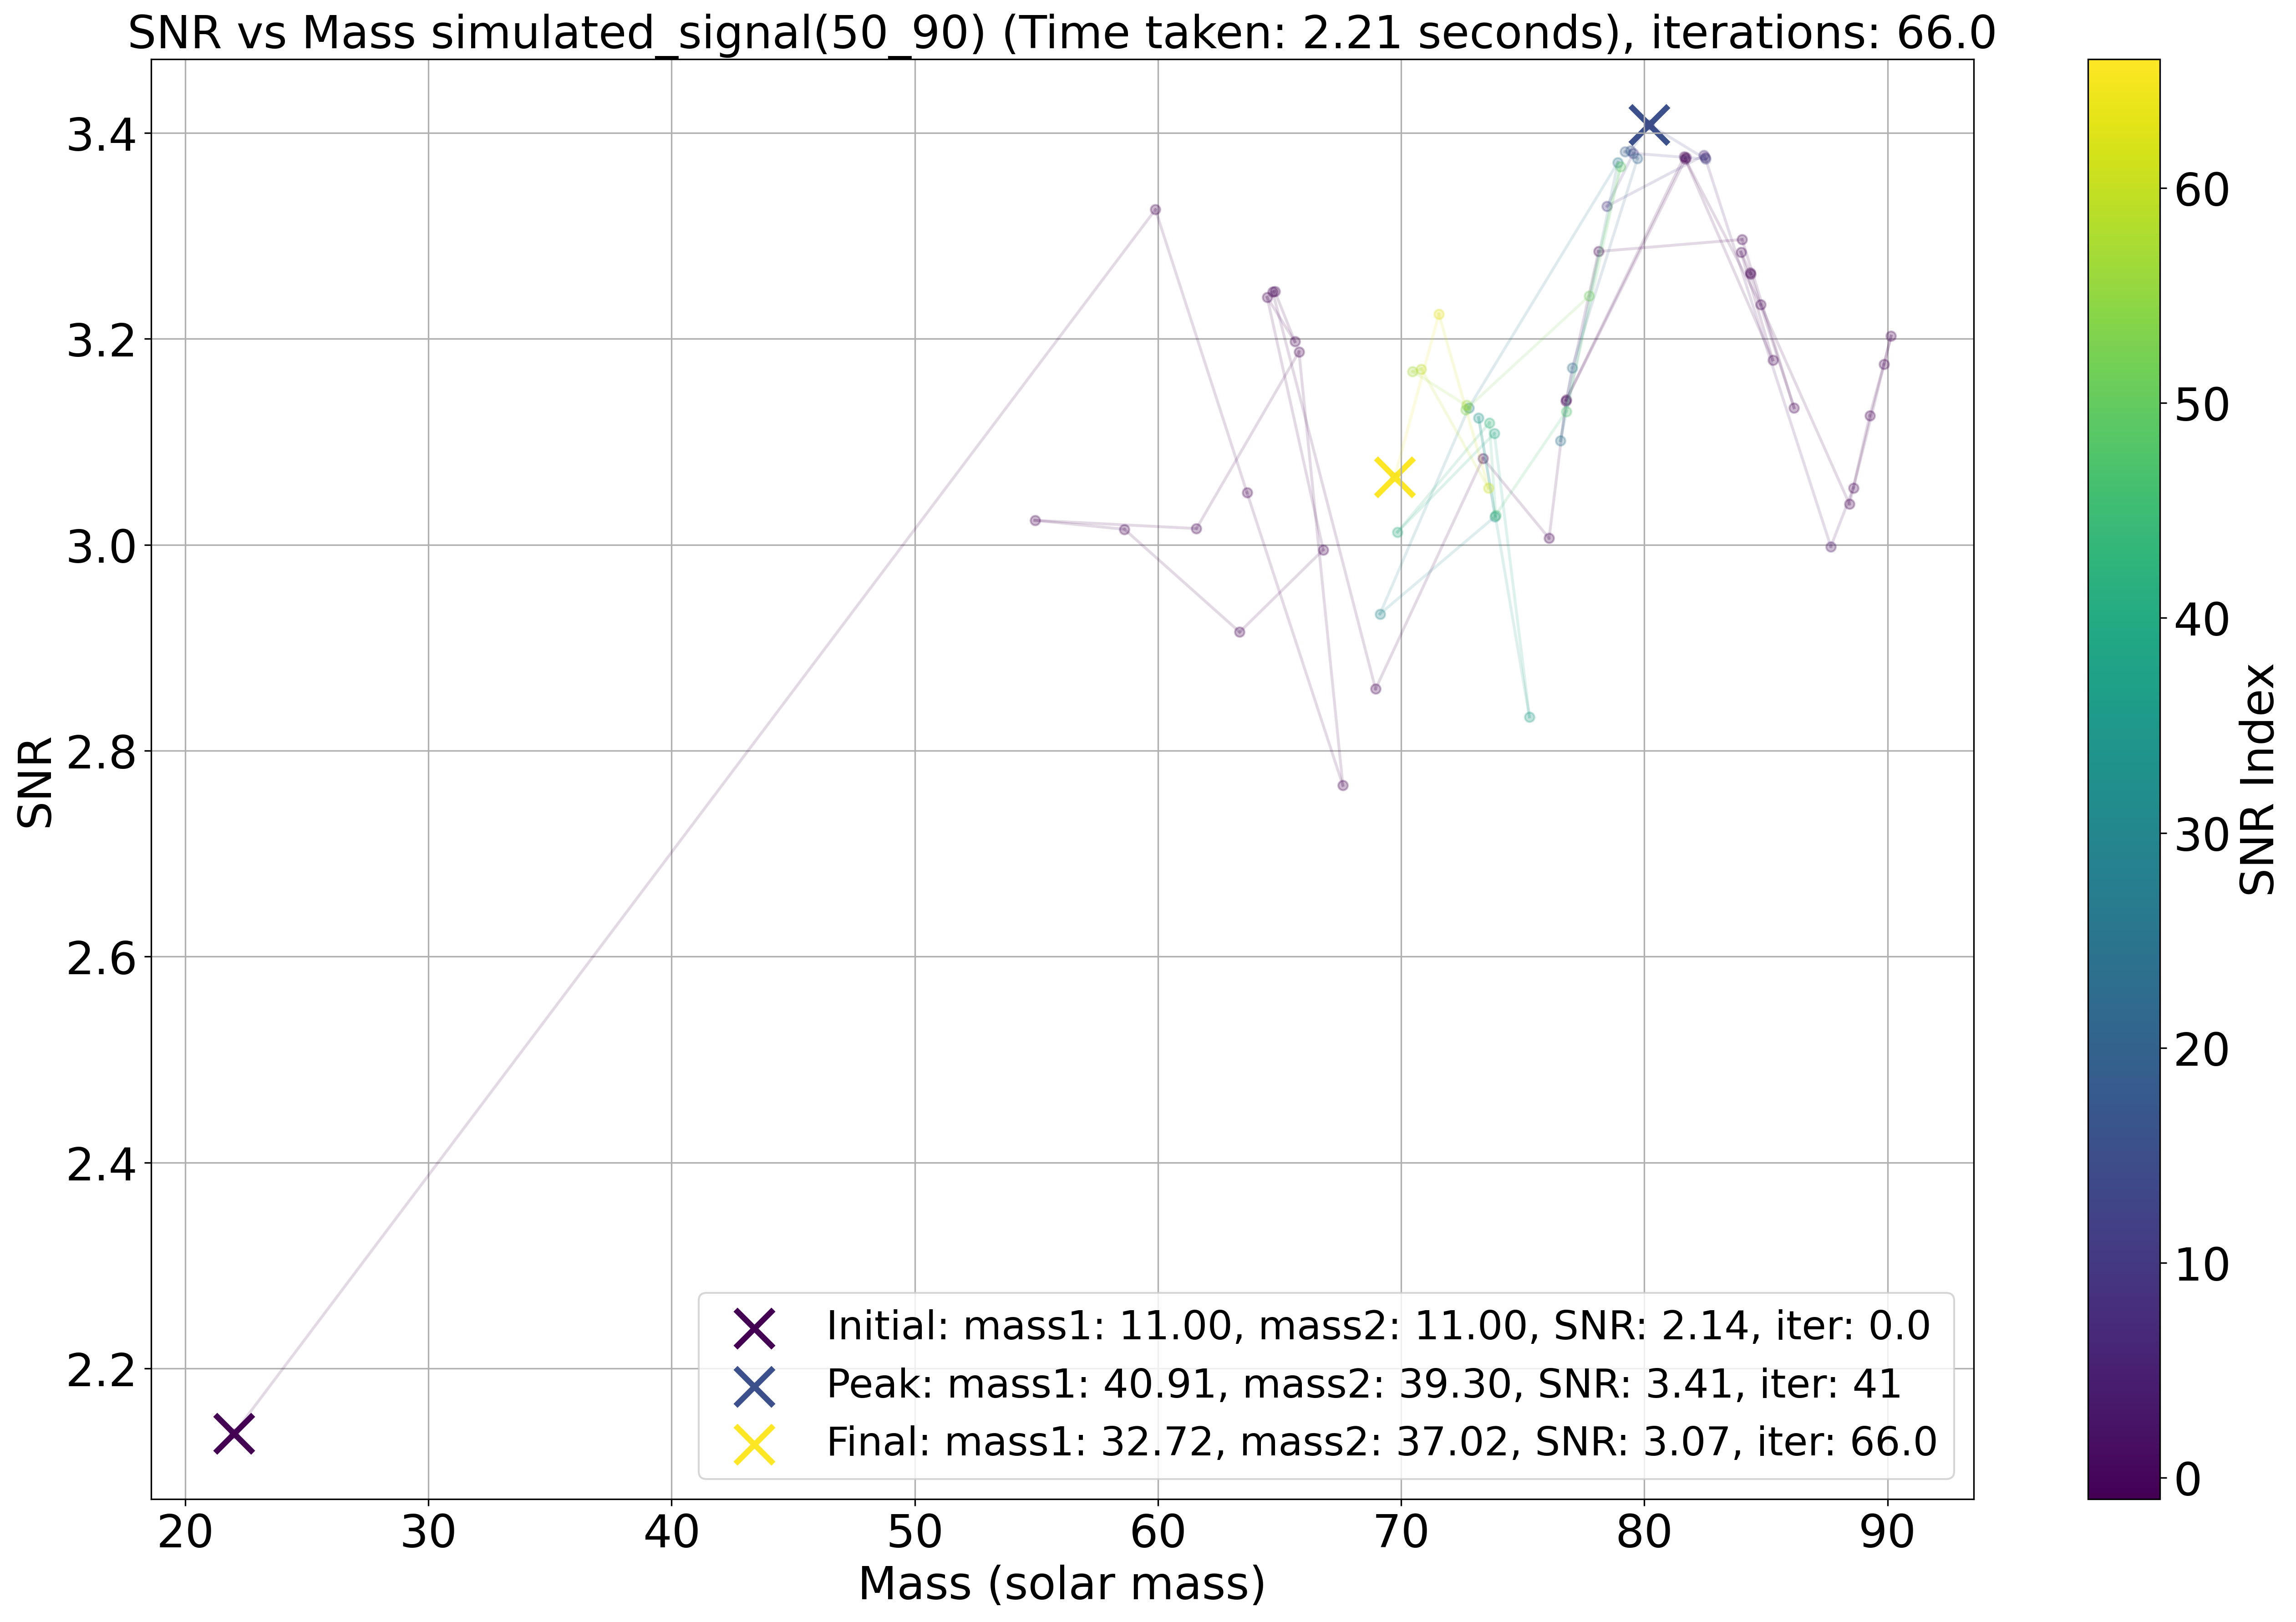 SNR vs Mass simulated_signal(50_90) (Time taken: 2.21 seconds), iterations: 66.0
SNR
3.4
3.2
3.0
2.8
2.6
2.4
2.2
20 30 40 50 60 70 80 90
Mass (solar mass)
Initial: mass1: 11.00, mass2: 11.00, SNR: 2.14, iter: 0.0
Peak: mass1: 40.91, mass2: 39.30, SNR: 3.41, iter: 41
Final: mass1: 32.72, mass2: 37.02, SNR: 3.07, iter: 66.0
60
50
40
30
20
10
0
SNR Index